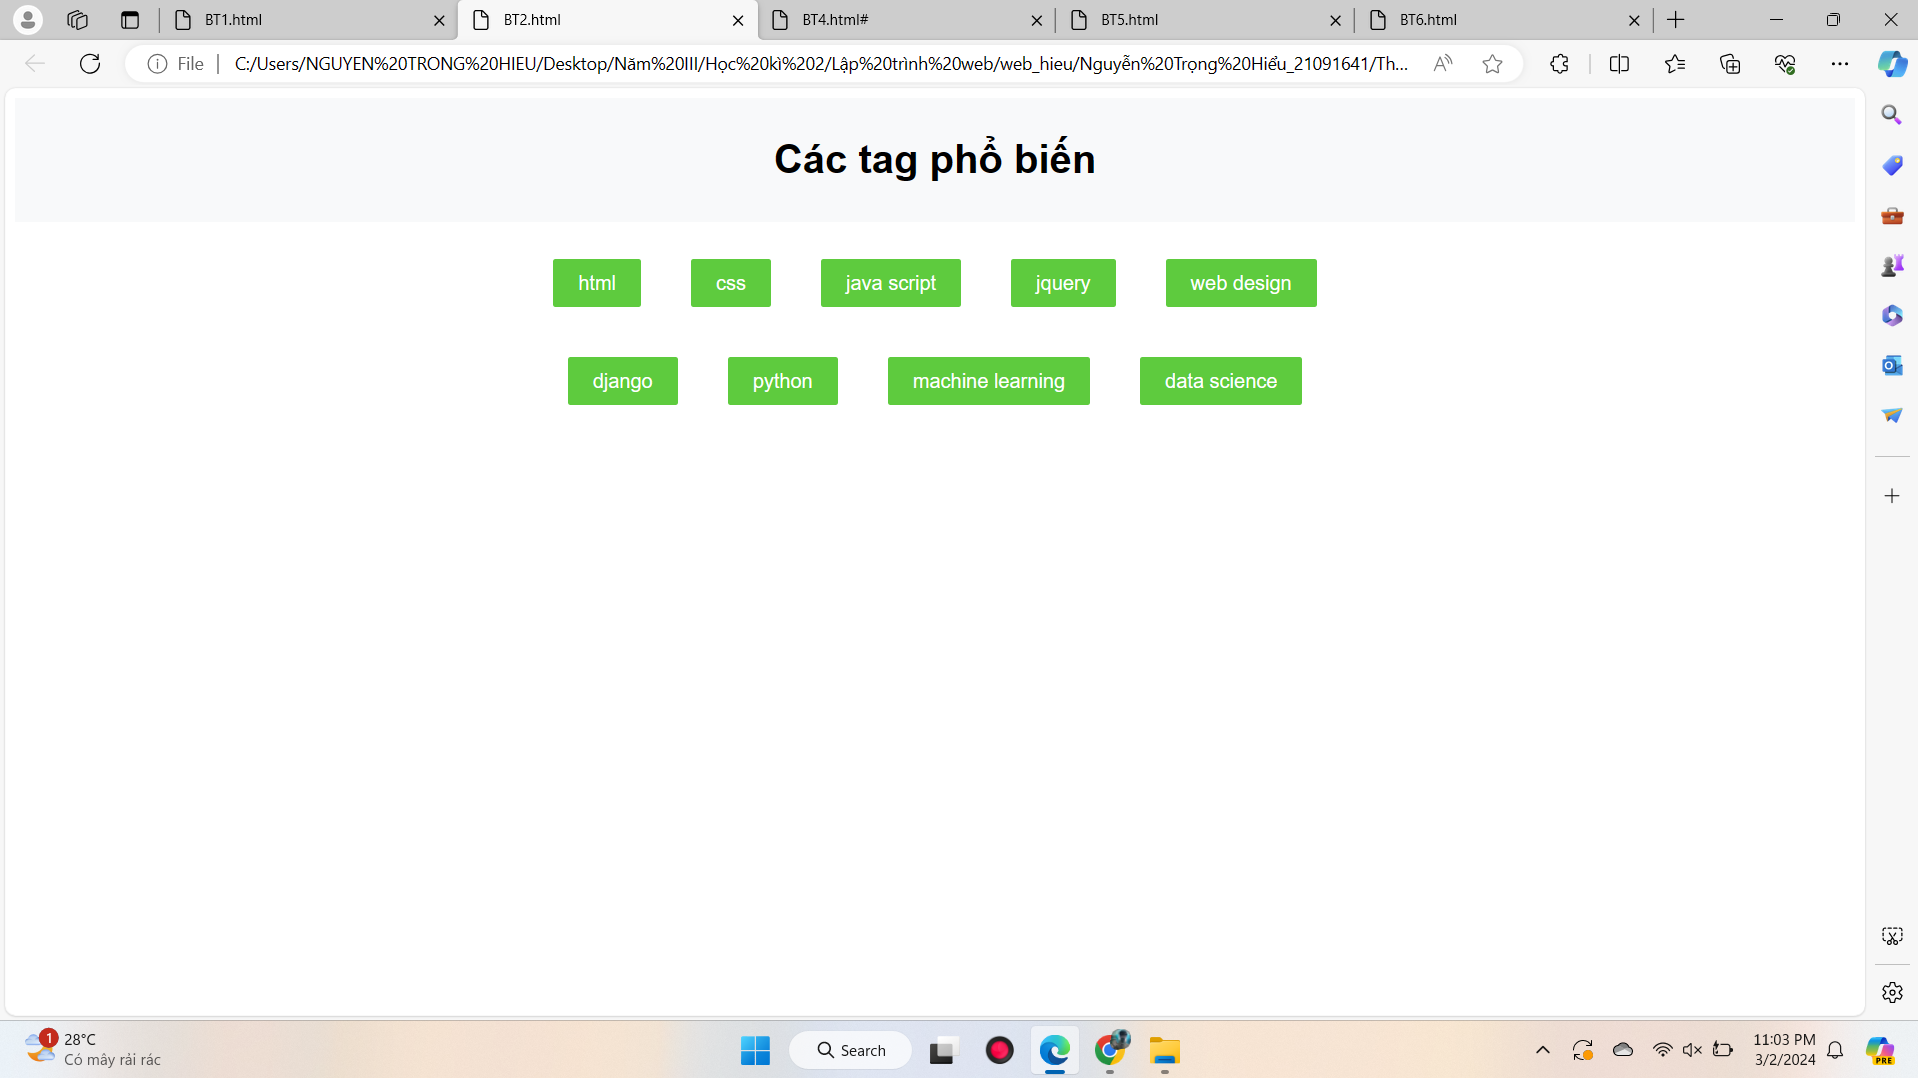 BT1.html
BT2.html
BT4.html#
BT5.html
BT6.html
File
C:/Users/NGUYEN%20TRONG%20HIEU/Desktop/Năm%20III/Học%20kì%202/Lập%20trình%20web/web_hieu/Nguyễn%20Trọng%20Hiểu_21091641/Th...
Các tag phổ biến
html css java script jquery web design
django python machine learning data science
1
28°C
Có mây rải rác
Search
11:03 PM
3/2/2024
PRE